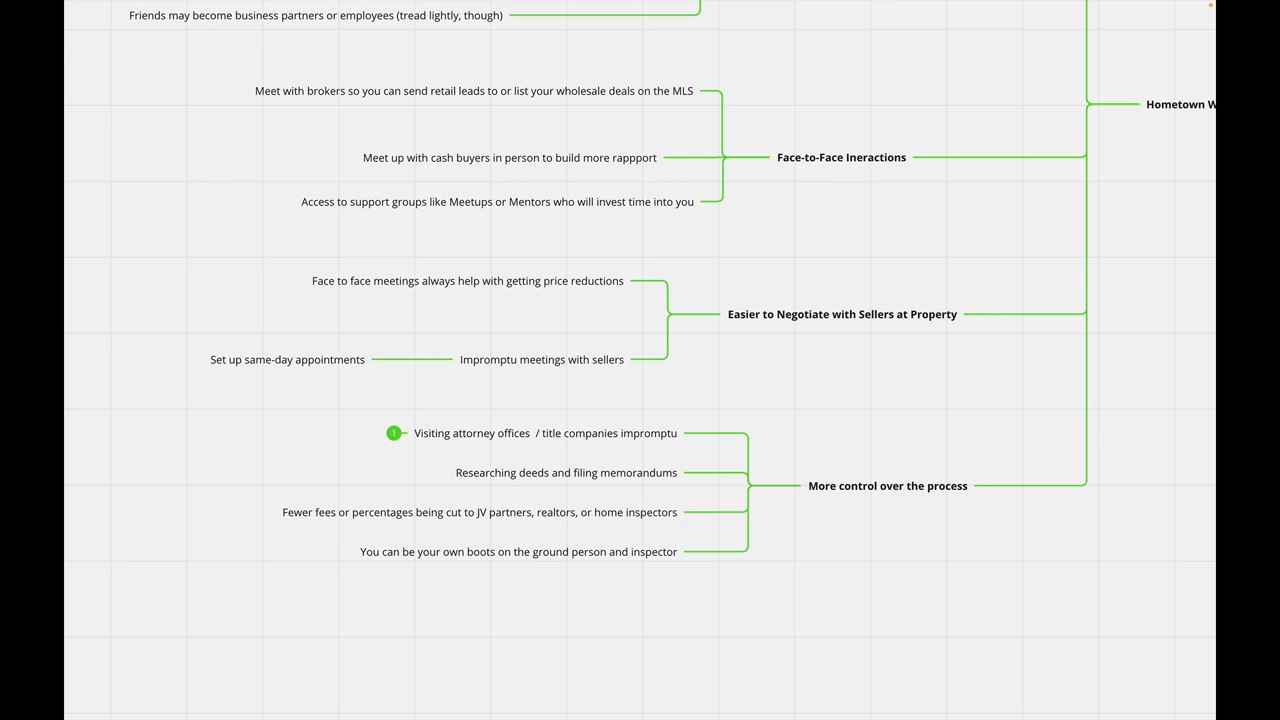 Friends may become business partners or employees (tread lightly, though)
Meet with brokers so you can send retail leads to or list your wholesale deals on the MLS
Hometown W
Meet up with cash buyers in person to build more rappport
Face-to-Face Ineractions
Access to support groups like Meetups or Mentors who will invest time into you
Face to face meetings always help with getting price reductions
Easier to Negotiate with Sellers at Property
Set up same-day appointments
Impromptu meetings with sellers
1
Visiting attorney offices / title companies impromptu
Researching deeds and filing memorandums
More control over the process
Fewer fees or percentages being cut to JV partners, realtors, or home inspectors
You can be your own boots on the ground person and inspector